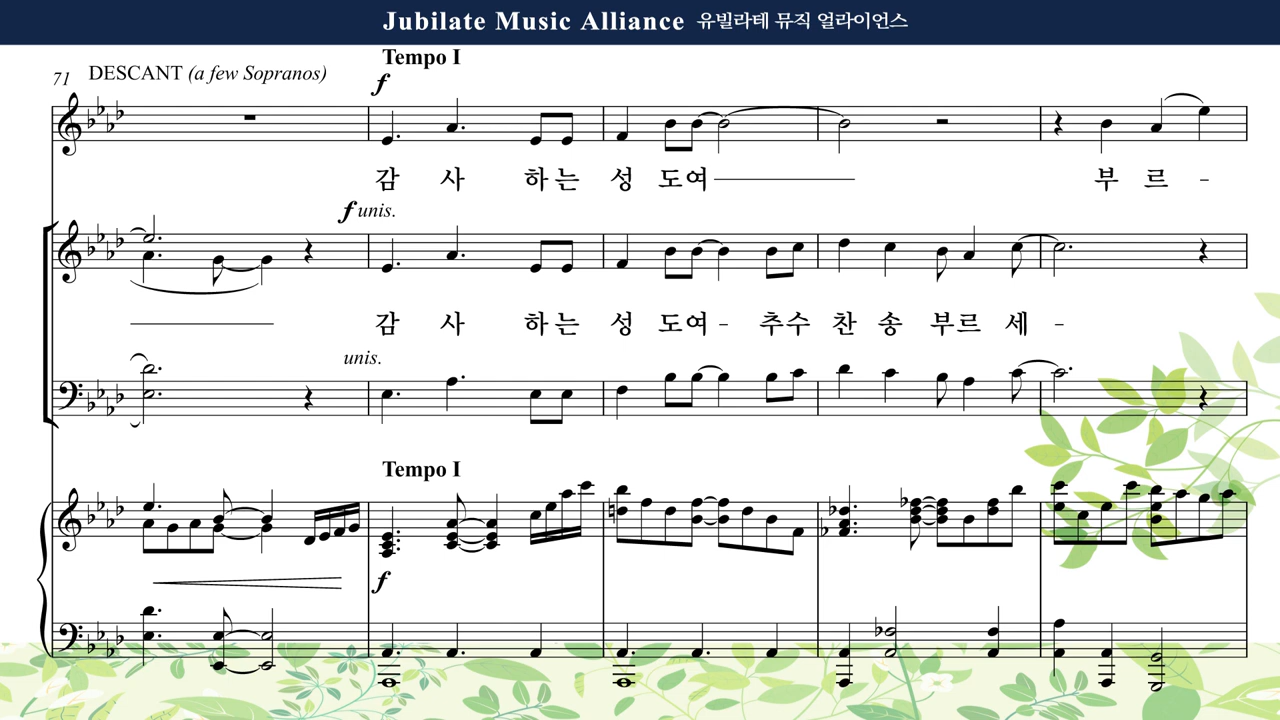 Jubilate Music Alliance 유빌라테 뮤직 얼라이언스
Tempo I
71 DESCANT (a few Sopranos)
f
감 사 하는 성 도여 부 르 -
f unis.
감 사 하는 성 도여 - 추수 찬 송 부르 세 -
unis.
Tempo I
f